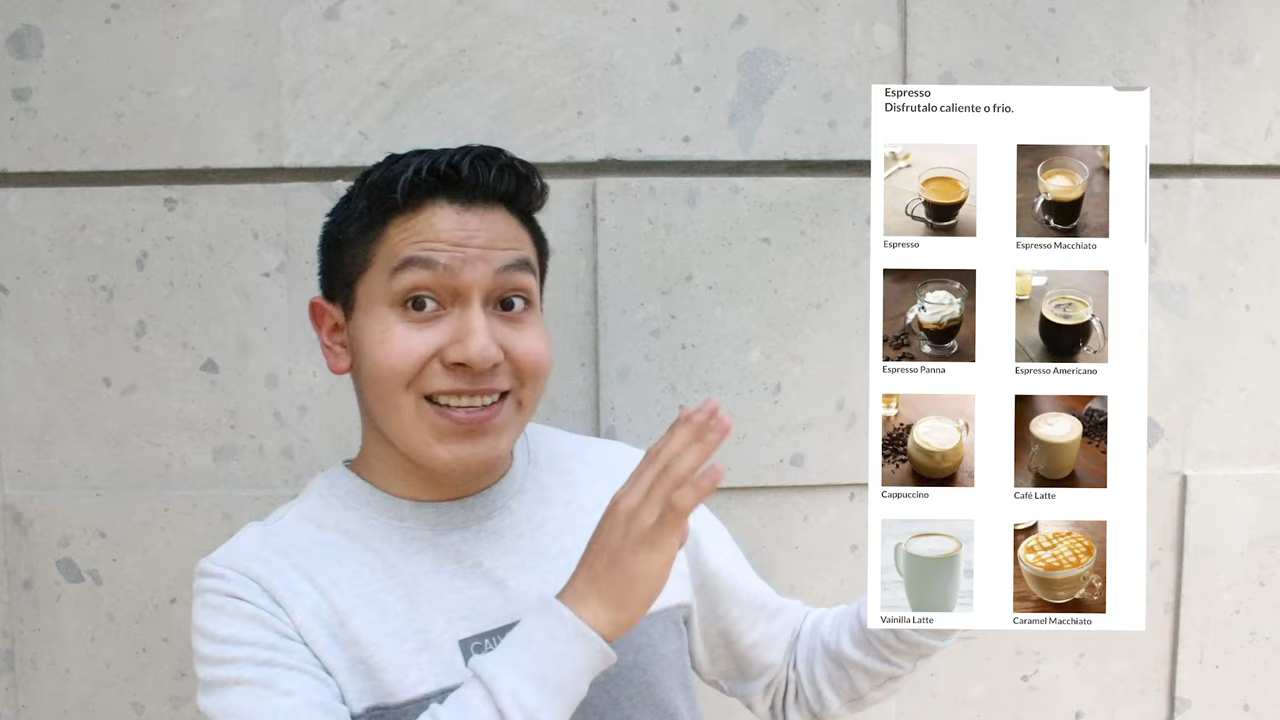 Espresso
Disfrutalo caliente o frio.
Espresso
Espresso Macchiato
Espresso Panna
Espresso Americano
Cappuccino
Café Latte
Vainilla Latte
Caramel Macchiato